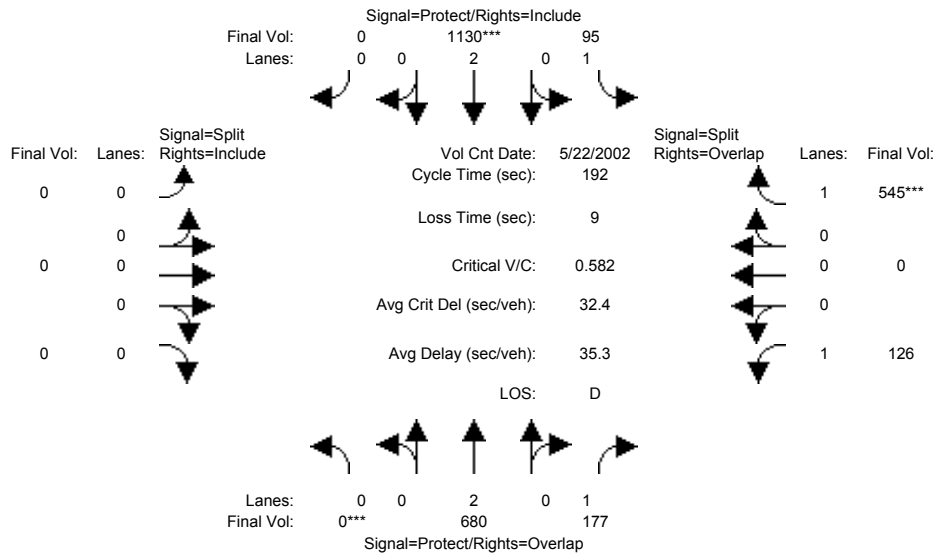 Signal=Protect/Rights=Include
Final Vol: 0 1130*** 95
Lanes: 0 0 2 0 1
Signal=Split
Rights=Include
Signal=Split
Rights=Overlap
Final Vol: Lanes:
Vol Cnt Date: 5/22/2002
Lanes: Final Vol:
Cycle Time (sec): 192
0 0
1 545***
Loss Time (sec): 9
0
0
0 0
Critical V/C: 0.582
0 0
0
Avg Crit Del (sec/veh): 32.4
0
0 0
Avg Delay (sec/veh): 35.3
1 126
LOS: D
Lanes: 0 0 2 0 1
Final Vol: 0*** 680 177
Signal=Protect/Rights=Overlap